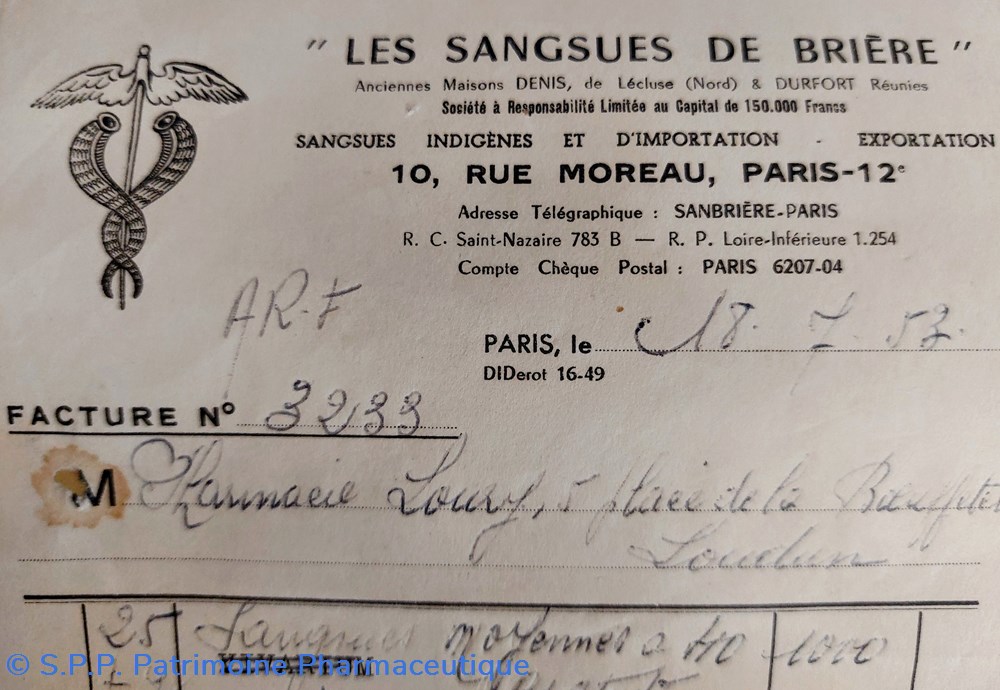 " LES SANGSUES DE BRIÈRE "
Anciennes Maisons DENIS, de Lécluse (Nord) & DURFORT Réunies
Société à Responsabilité Limitée au Capital de 150.000 Francs
SANGSUES INDIGÈNES ET D'IMPORTATION - EXPORTATION
10, RUE MOREAU, PARIS-12e
Adresse Télégraphique : SANBRIÈRE-PARIS
R. C. Saint-Nazaire 783 B — R. P. Loire-Inférieure 1.254
Compte Chèque Postal : PARIS 6207-04
AR.F
PARIS, le 18. 7. 53.
DIDerot 16-49
FACTURE N° 3233
M Pharmacie Loury, 5 place de la
Loudun
25 Sangsues moyennes a 40 1000
© S.P.P. Patrimoine Pharmaceutique